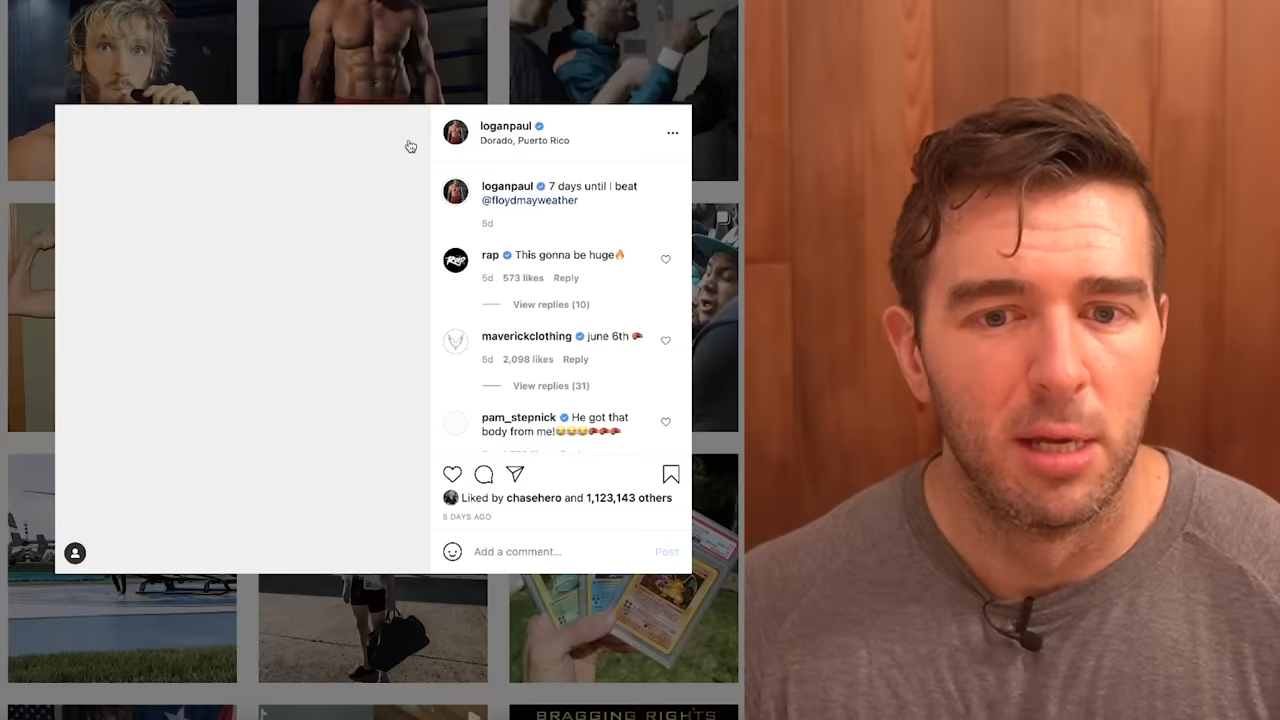 loganpaul
Dorado, Puerto Rico
loganpaul 7 days until I beat
@floydmayweather
5d
rap This gonna be huge🔥
5d 573 likes Reply
View replies (10)
maverickclothing june 6th 🥊
5d 2,098 likes Reply
View replies (31)
pam_stepnick He got that
body from me!😂😂😂🥊🥊🥊
Liked by chasehero and 1,123,143 others
5 DAYS AGO
Add a comment...
Post
BRAGGING RIGHTS